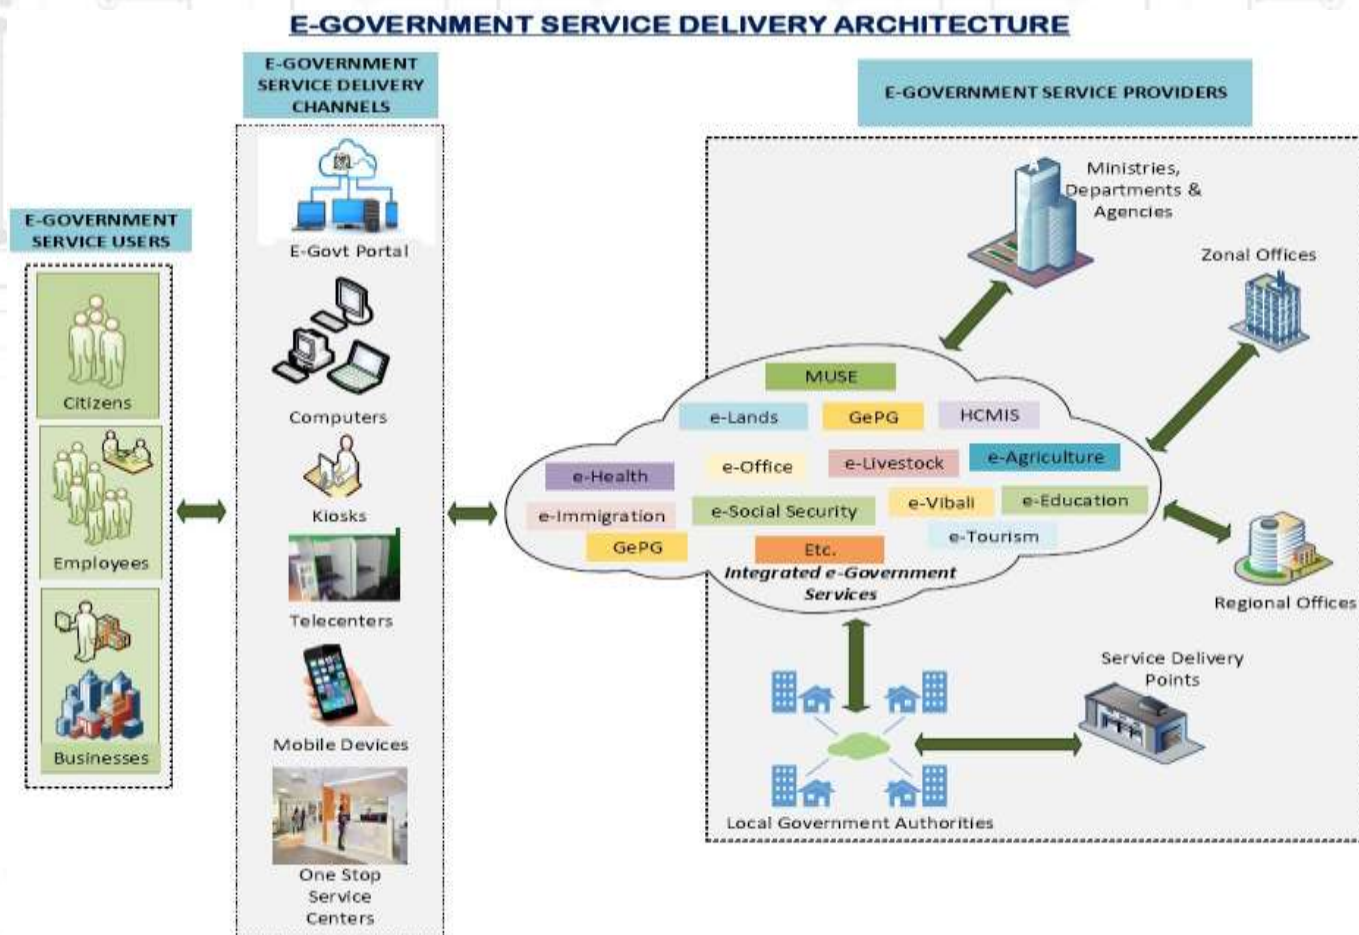 E-GOVERNMENT SERVICE DELIVERY ARCHITECTURE
E-GOVERNMENT
SERVICE USERS
Citizens
Employees
Businesses
E-GOVERNMENT
SERVICE DELIVERY
CHANNELS
E-Govt Portal
Computers
Kiosks
Telecenters
Mobile Devices
One Stop
Service
Centers
E-GOVERNMENT SERVICE PROVIDERS
Ministries,
Departments &
Agencies
Zonal Offices
MUSE
e-Lands
GePG
HCMIS
e-Health
e-Office
e-Livestock
e-Agriculture
e-Immigration
e-Social Security
e-Vibali
e-Education
GePG
Etc.
e-Tourism
Integrated e-Government
Services
Regional Offices
Service Delivery
Points
Local Government Authorities